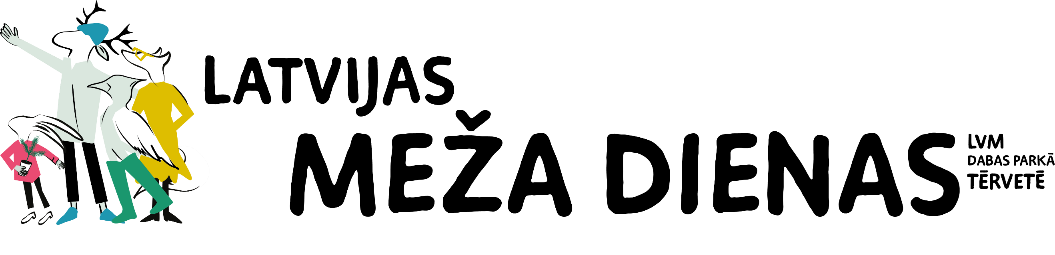 LATVIJAS
MEŽA DIENAS
LVM
DABAS PARKĀ
TĒRVETĒ